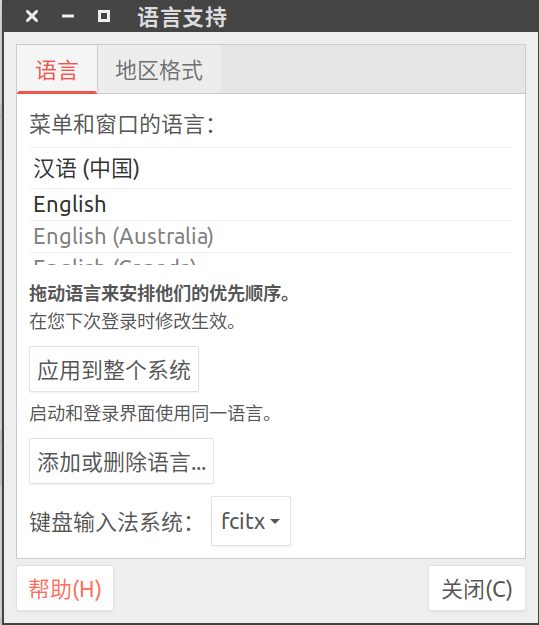 语言支持
语言 地区格式
菜单和窗口的语言：
汉语 (中国)
English
English (Australia)
English (Canada)
拖动语言来安排他们的优先顺序。
在您下次登录时修改生效。
应用到整个系统
启动和登录界面使用同一语言。
添加或删除语言...
键盘输入法系统： fcitx
帮助(H) 关闭(C)